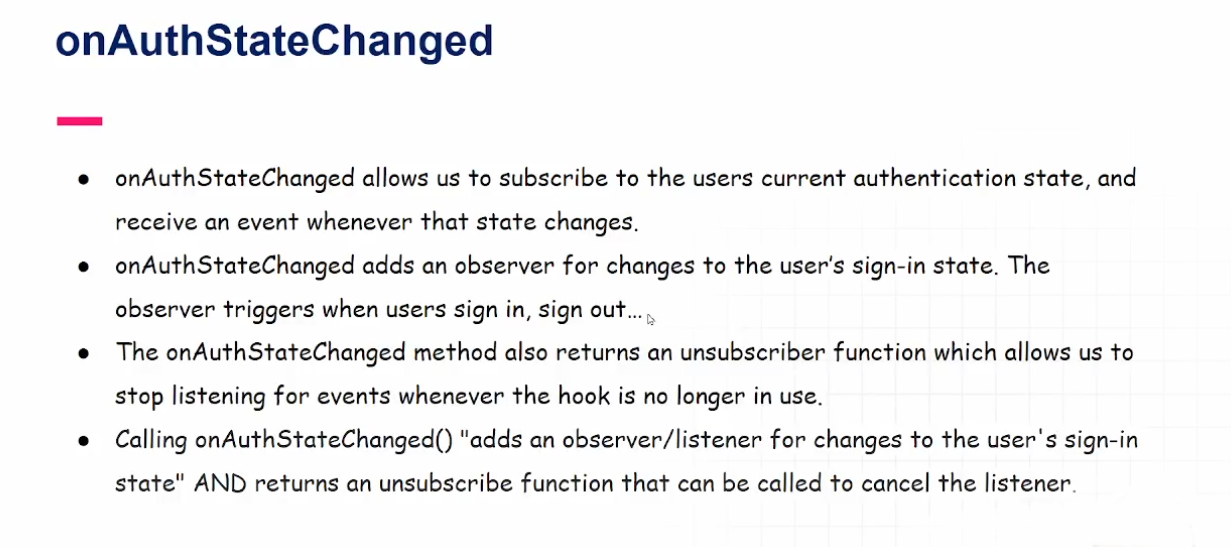 onAuthStateChanged
● onAuthStateChanged allows us to subscribe to the users current authentication state, and
receive an event whenever that state changes.
● onAuthStateChanged adds an observer for changes to the user's sign-in state. The
observer triggers when users sign in, sign out...
● The onAuthStateChanged method also returns an unsubscriber function which allows us to
stop listening for events whenever the hook is no longer in use.
● Calling onAuthStateChanged() "adds an observer/listener for changes to the user's sign-in
state" AND returns an unsubscribe function that can be called to cancel the listener.